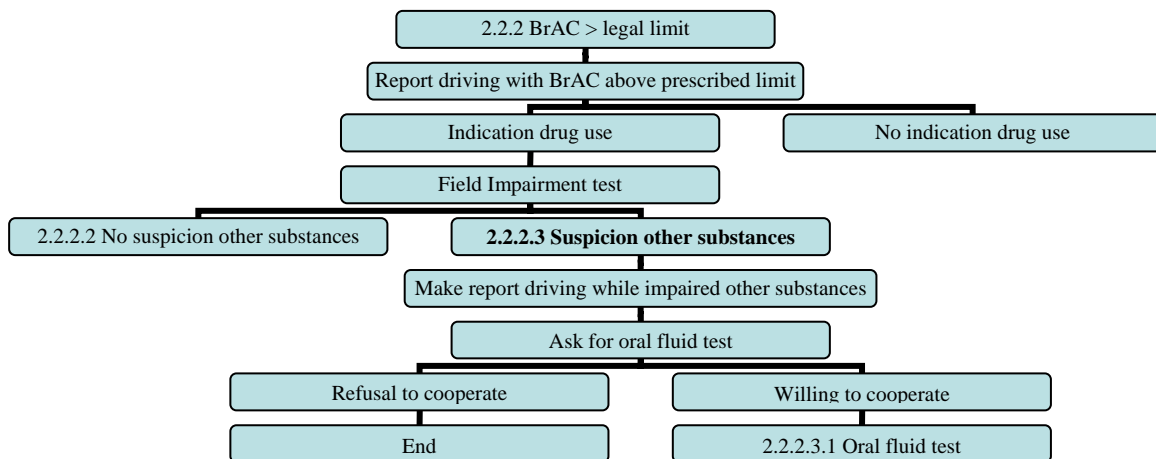 2.2.2 BrAC > legal limit
Report driving with BrAC above prescribed limit
Indication drug use
No indication drug use
Field Impairment test
2.2.2.2 No suspicion other substances
2.2.2.3 Suspicion other substances
Make report driving while impaired other substances
Ask for oral fluid test
Refusal to cooperate
Willing to cooperate
End
2.2.2.3.1 Oral fluid test